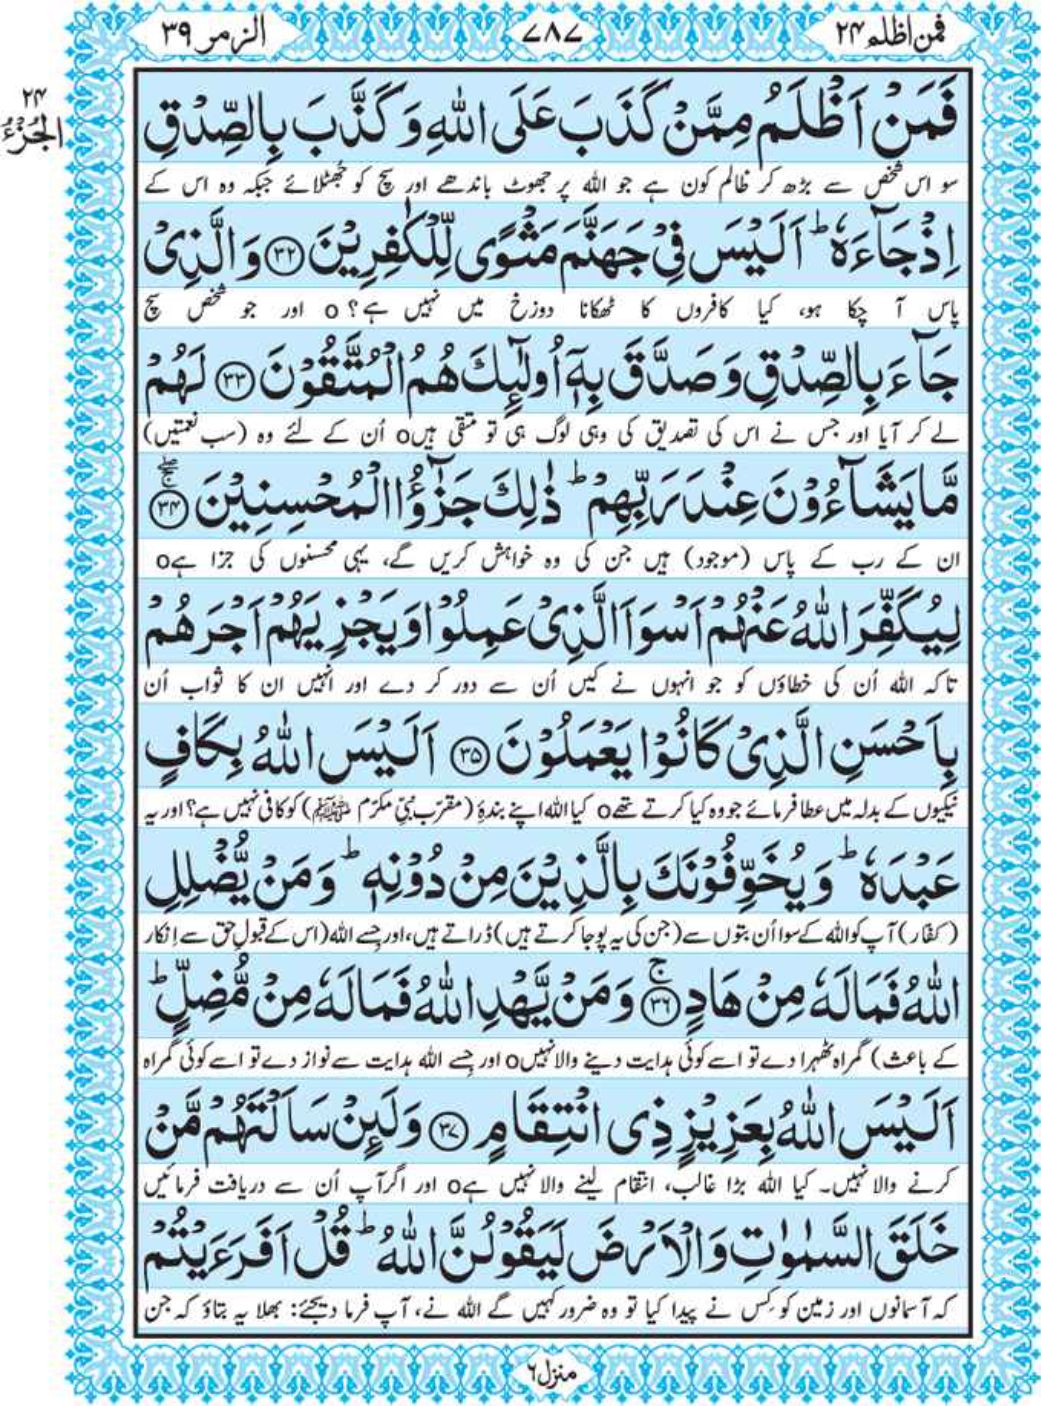 الزمر ۳۹
۷۸۷
فمن اظلم ۲۴
۲۴
الجزء
فَمَنْ اَظْلَمُ مِمَّنْ كَذَبَ عَلَى اللّٰهِ وَ كَذَّبَ بِالصِّدْقِ
سو اس شخص سے بڑھ کر ظالم کون ہے جو اللہ پر جھوٹ باندھے اور سچ کو جھٹلائے جبکہ وہ اس کے
اِذْ جَآءَهٗ ؕ اَلَيْسَ فِيْ جَهَنَّمَ مَثْوًى لِّلْكٰفِرِيْنَ ﴿۳۲﴾ وَ الَّذِيْ
پاس آ چکا ہو، کیا کافروں کا ٹھکانا دوزخ میں نہیں ہے؟o اور جو شخص سچ
جَآءَ بِالصِّدْقِ وَ صَدَّقَ بِهٖۤ اُولٰٓىِٕكَ هُمُ الْمُتَّقُوْنَ ﴿۳۳﴾ لَهُمْ
لے کر آیا اور جس نے اس کی تصدیق کی وہی لوگ ہی تو متقی ہیںo اُن کے لئے وہ (سب نعمتیں)
مَّا يَشَآءُوْنَ عِنْدَ رَبِّهِمْ ؕ ذٰلِكَ جَزٰٓؤُا الْمُحْسِنِيْنَ ﴿۳۴﴾
ان کے رب کے پاس (موجود) ہیں جن کی وہ خواہش کریں گے، یہی محسنوں کی جزا ہےo
لِيُكَفِّرَ اللّٰهُ عَنْهُمْ اَسْوَاَ الَّذِيْ عَمِلُوْا وَ يَجْزِيَهُمْ اَجْرَهُمْ
تاکہ اللہ اُن کی خطاؤں کو جو انہوں نے کیں اُن سے دور کر دے اور انہیں ان کا ثواب اُن
بِاَحْسَنِ الَّذِيْ كَانُوْا يَعْمَلُوْنَ ﴿۳۵﴾ اَلَيْسَ اللّٰهُ بِكَافٍ
نیکیوں کے بدلہ میں عطا فرمائے جو وہ کیا کرتے تھےo کیا اللہ اپنے بندۂ (مقرّب نبیِّ مکرّم ﷺ) کو کافی نہیں ہے؟ اور یہ
عَبْدَهٗ ؕ وَ يُخَوِّفُوْنَكَ بِالَّذِيْنَ مِنْ دُوْنِهٖ ؕ وَ مَنْ يُّضْلِلِ
(کفّار) آپ کو اللہ کے سوا اُن بتوں سے (جن کی یہ پوجا کرتے ہیں) ڈراتے ہیں، اور جسے اللہ (اس کے قبولِ حق سے اِنکار
اللّٰهُ فَمَا لَهٗ مِنْ هَادٍ ﴿۳۶﴾ۚ وَ مَنْ يَّهْدِ اللّٰهُ فَمَا لَهٗ مِنْ مُّضِلٍّ ؕ
کے باعث) گمراہ ٹھہرا دے تو اسے کوئی ہدایت دینے والا نہیںo اور جسے اللہ ہدایت سے نواز دے تو اسے کوئی گمراہ
اَلَيْسَ اللّٰهُ بِعَزِيْزٍ ذِي انْتِقَامٍ ﴿۳۷﴾ وَ لَىِٕنْ سَاَلْتَهُمْ مَّنْ
کرنے والا نہیں۔ کیا اللہ بڑا غالب، انتقام لینے والا نہیں ہےo اور اگر آپ اُن سے دریافت فرمائیں
خَلَقَ السَّمٰوٰتِ وَ الْاَرْضَ لَيَقُوْلُنَّ اللّٰهُ ؕ قُلْ اَفَرَءَيْتُمْ
کہ آسمانوں اور زمین کو کِس نے پیدا کیا تو وہ ضرور کہیں گے اللہ نے، آپ فرما دیجئے: بھلا یہ بتاؤ کہ جن
منزل ۶